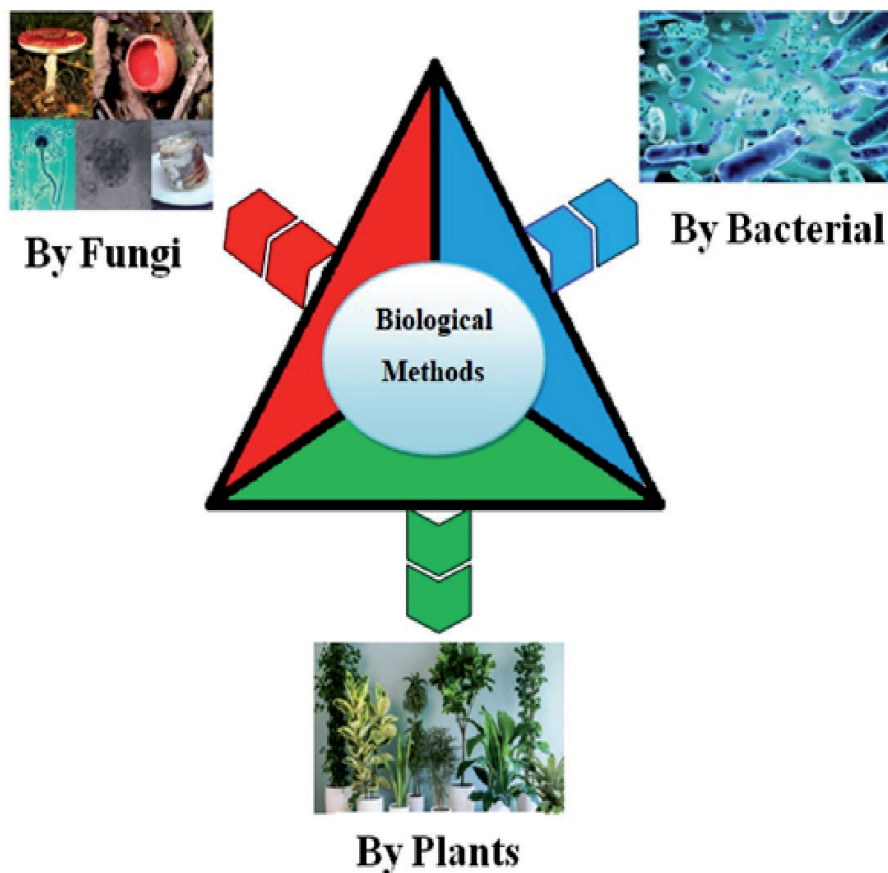 By Fungi
By Bacterial
Biological
Methods
By Plants